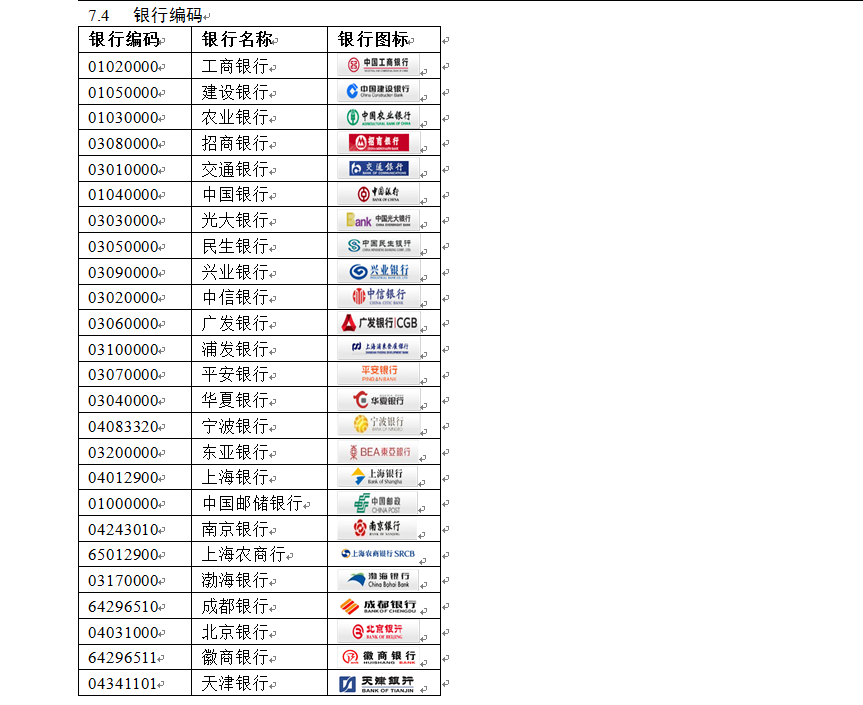 7.4 银行编码
银行编码 银行名称 银行图标
01020000 工商银行 中国工商银行
01050000 建设银行 中国建设银行 China Construction Bank
01030000 农业银行 中国农业银行 AGRICULTURAL BANK OF CHINA
03080000 招商银行 招商银行
03010000 交通银行 交通银行 BANK OF COMMUNICATIONS
01040000 中国银行 中国银行 BANK OF CHINA
03030000 光大银行 Bank 中国光大银行 CHINA EVERBRIGHT BANK
03050000 民生银行 中国民生银行
03090000 兴业银行 兴业银行
03020000 中信银行 中信银行 CHINA CITIC BANK
03060000 广发银行 广发银行|CGB
03100000 浦发银行 上海浦东发展银行
03070000 平安银行 平安银行 PING AN BANK
03040000 华夏银行 华夏银行
04083320 宁波银行 宁波银行 BANK OF NINGBO
03200000 东亚银行 BEA東亞銀行
04012900 上海银行 上海银行 Bank of Shanghai
01000000 中国邮储银行 中国邮政 CHINA POST
04243010 南京银行 南京银行 BANK OF NANJING
65012900 上海农商行 上海农商银行 SRCB
03170000 渤海银行 渤海银行 China Bohai Bank
64296510 成都银行 成都银行 BANK OF CHENGDU
04031000 北京银行 北京银行 BANK OF BEIJING
64296511 徽商银行 徽商银行 HUISHANG BANK
04341101 天津银行 天津银行 BANK OF TIANJIN